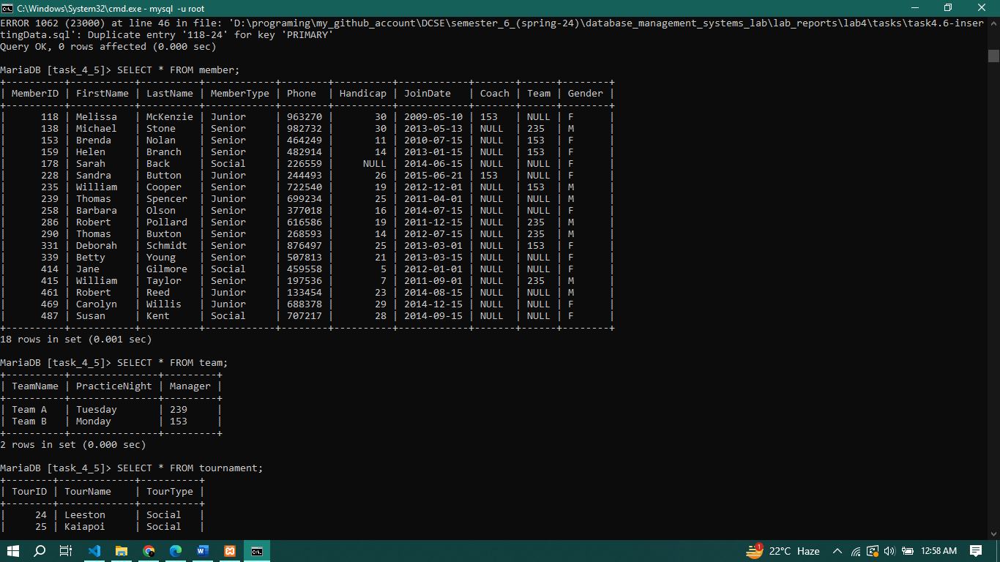 C:\Windows\System32\cmd.exe - mysql  -u root
ERROR 1062 (23000) at line 46 in file: 'D:\programing\my_github_account\DCSE\semester_6_(spring-24)\database_management_systems_lab\lab_reports\lab4\tasks\task4.6-inser
tingData.sql': Duplicate entry '118-24' for key 'PRIMARY'
Query OK, 0 rows affected (0.000 sec)
MariaDB [task_4_5]> SELECT * FROM member;
+----------+-----------+----------+------------+--------+----------+------------+-------+------+--------+
| MemberID | FirstName | LastName | MemberType | Phone  | Handicap | JoinDate   | Coach | Team | Gender |
+----------+-----------+----------+------------+--------+----------+------------+-------+------+--------+
|      118 | Melissa   | McKenzie | Junior     | 963270 |       30 | 2009-05-10 | 153   | NULL | F      |
|      138 | Michael   | Stone    | Senior     | 982732 |       30 | 2013-05-13 | NULL  | 235  | M      |
|      153 | Brenda    | Nolan    | Senior     | 464249 |       11 | 2010-07-15 | NULL  | 153  | F      |
|      159 | Helen     | Branch   | Senior     | 482914 |       14 | 2013-01-15 | NULL  | 153  | F      |
|      178 | Sarah     | Back     | Social     | 226559 |     NULL | 2014-06-15 | NULL  | NULL | F      |
|      228 | Sandra    | Button   | Junior     | 244493 |       26 | 2015-06-21 | 153   | NULL | F      |
|      235 | William   | Cooper   | Senior     | 722540 |       19 | 2012-12-01 | NULL  | 153  | M      |
|      239 | Thomas    | Spencer  | Junior     | 699234 |       25 | 2011-04-01 | NULL  | NULL | M      |
|      258 | Barbara   | Olson    | Senior     | 377018 |       16 | 2014-07-15 | NULL  | NULL | F      |
|      286 | Robert    | Pollard  | Senior     | 616586 |       19 | 2011-12-15 | NULL  | 235  | M      |
|      290 | Thomas    | Buxton   | Senior     | 268593 |       14 | 2012-07-15 | NULL  | 235  | M      |
|      331 | Deborah   | Schmidt  | Senior     | 876497 |       25 | 2013-03-01 | NULL  | 153  | F      |
|      339 | Betty     | Young    | Senior     | 507813 |       21 | 2013-03-15 | NULL  | NULL | F      |
|      414 | Jane      | Gilmore  | Social     | 459558 |        5 | 2012-01-01 | NULL  | NULL | F      |
|      415 | William   | Taylor   | Senior     | 197536 |        7 | 2011-09-01 | NULL  | 235  | M      |
|      461 | Robert    | Reed     | Junior     | 133454 |       23 | 2014-08-15 | NULL  | NULL | M      |
|      469 | Carolyn   | Willis   | Junior     | 688378 |       29 | 2014-12-15 | NULL  | NULL | F      |
|      487 | Susan     | Kent     | Social     | 707217 |       28 | 2014-09-15 | NULL  | NULL | F      |
+----------+-----------+----------+------------+--------+----------+------------+-------+------+--------+
18 rows in set (0.001 sec)
MariaDB [task_4_5]> SELECT * FROM team;
+----------+---------------+---------+
| TeamName | PracticeNight | Manager |
+----------+---------------+---------+
| Team A   | Tuesday       | 239     |
| Team B   | Monday        | 153     |
+----------+---------------+---------+
2 rows in set (0.000 sec)
MariaDB [task_4_5]> SELECT * FROM tournament;
+--------+-------------+----------+
| TourID | TourName    | TourType |
+--------+-------------+----------+
|     24 | Leeston     | Social   |
|     25 | Kaiapoi     | Social   |
1 22°C Haze 12:58 AM